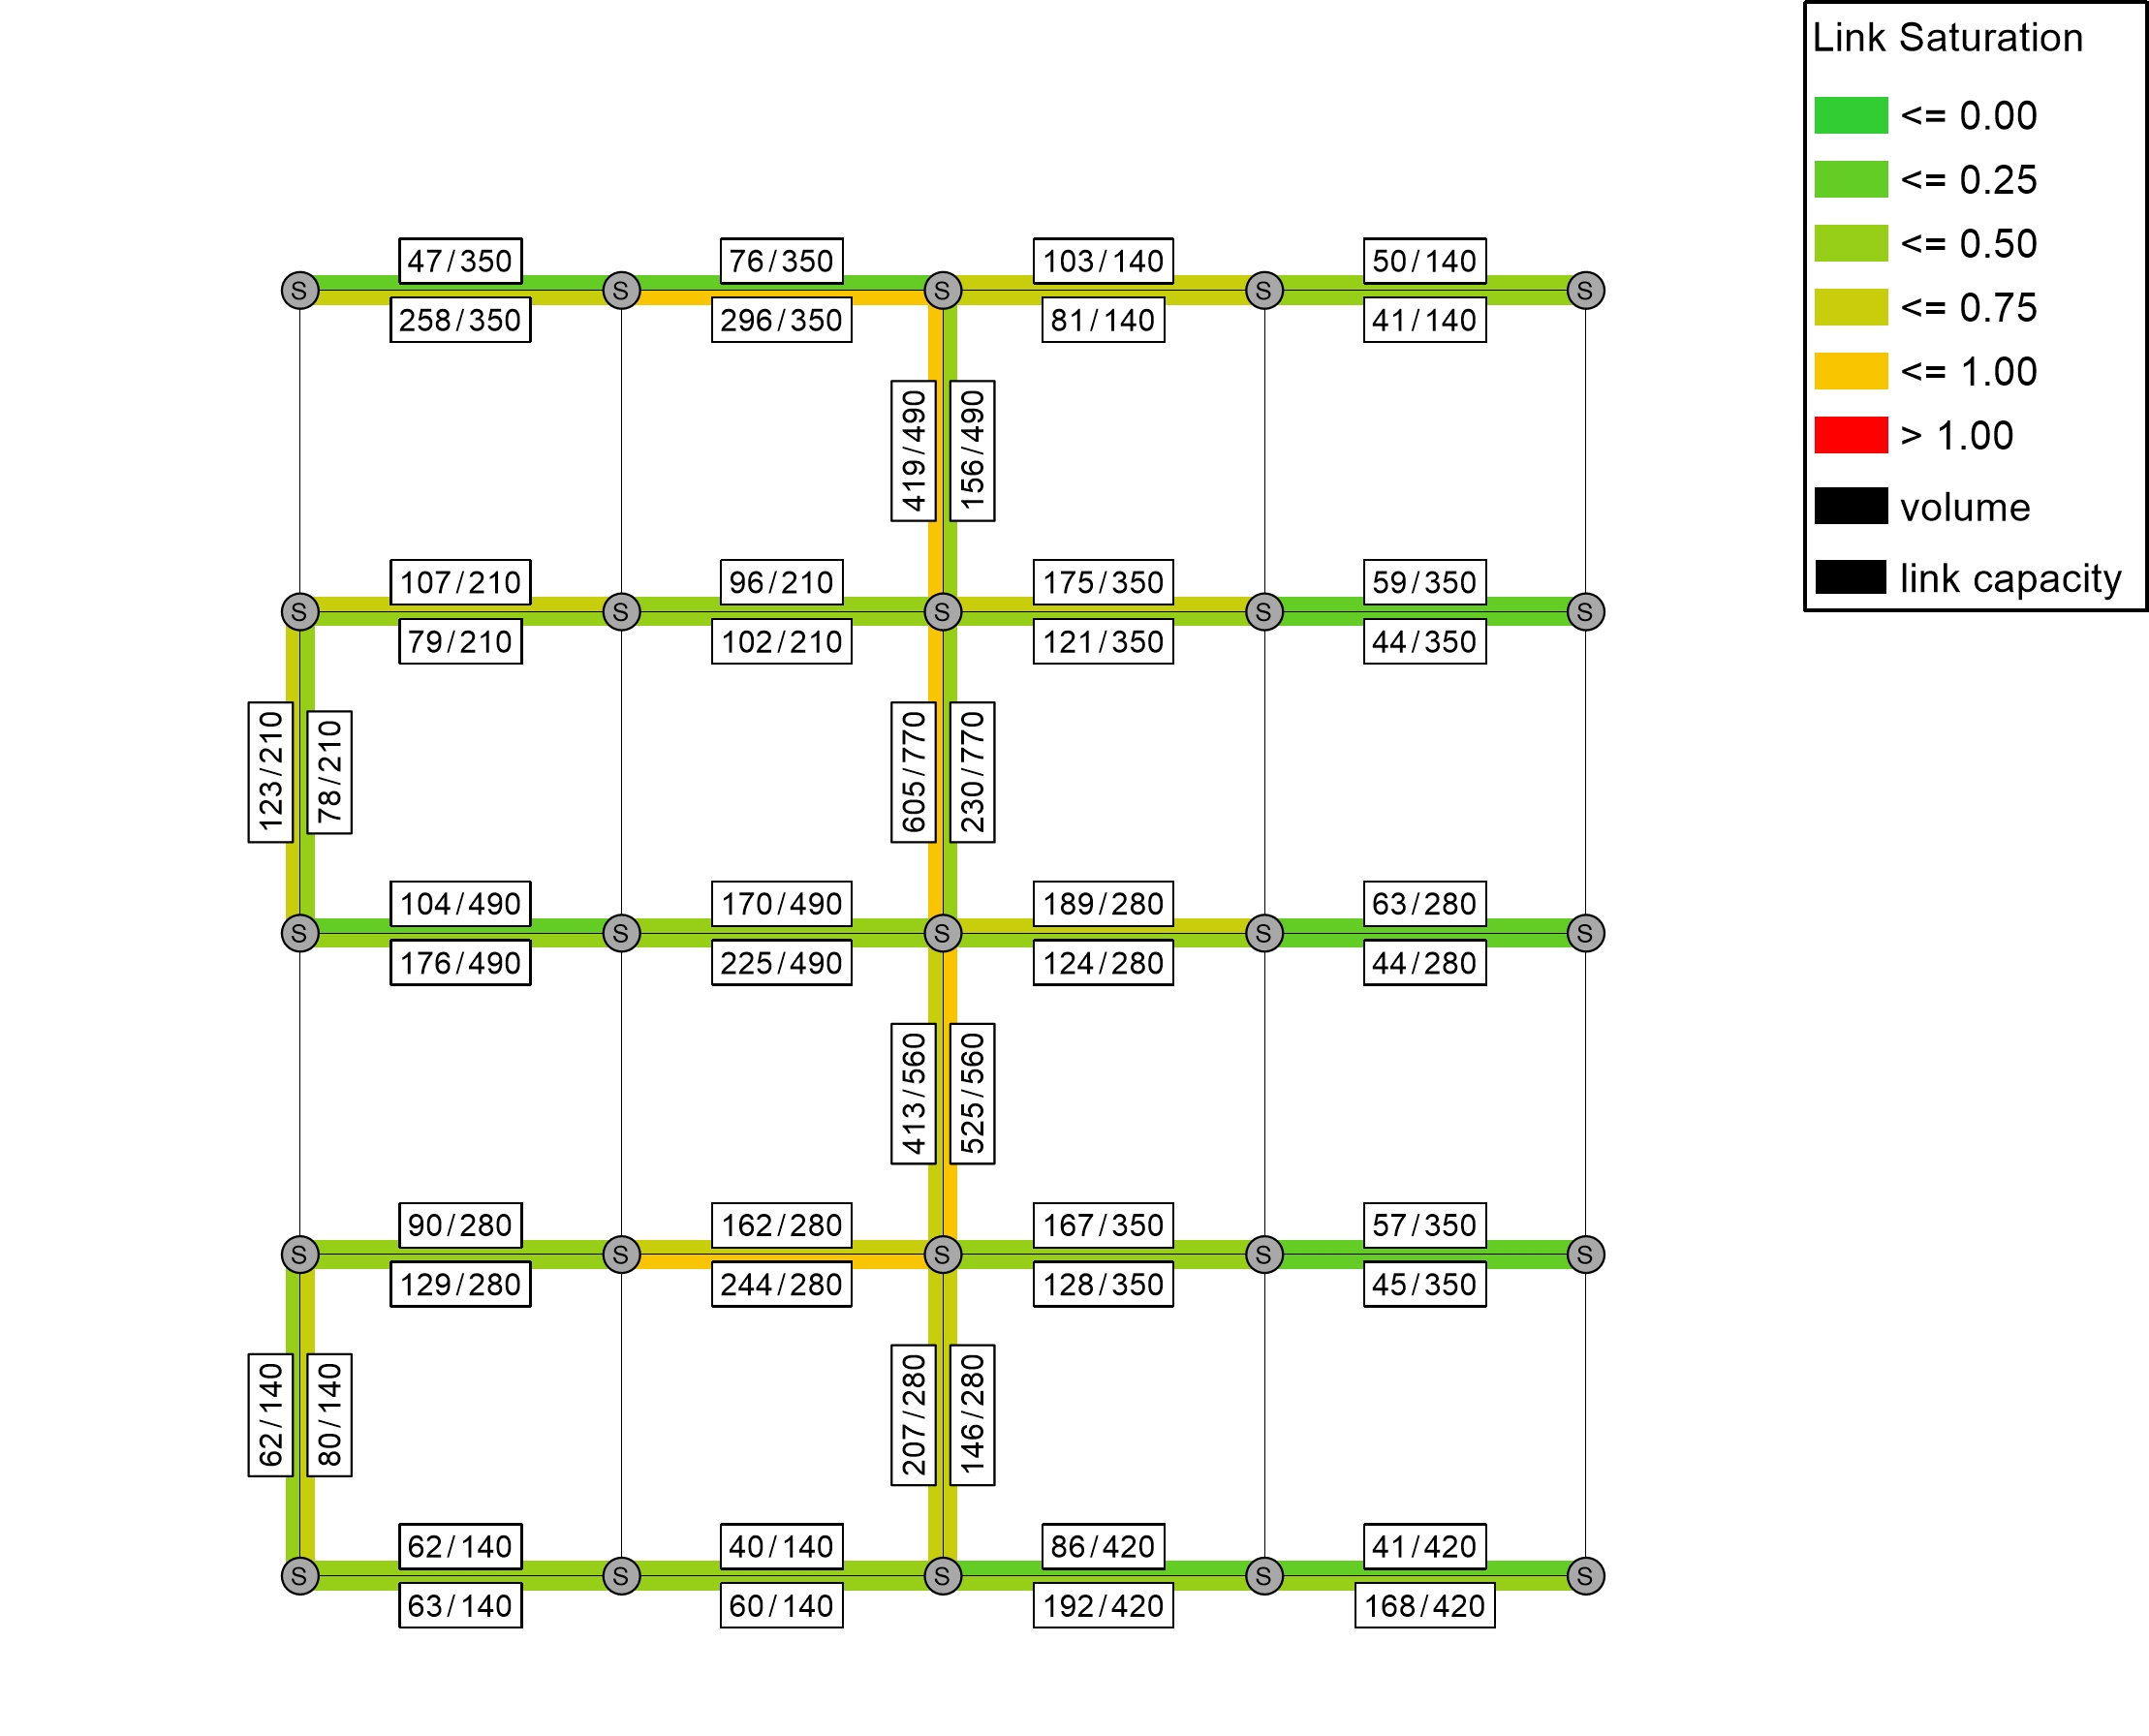 Link Saturation
<= 0.00
<= 0.25
<= 0.50
<= 0.75
<= 1.00
> 1.00
volume
link capacity
47/350 76/350 103/140 50/140
S S S S S
258/350 296/350 81/140 41/140
419/490 156/490
107/210 96/210 175/350 59/350
S S S S S
79/210 102/210 121/350 44/350
123/210 78/210 605/770 230/770
104/490 170/490 189/280 63/280
S S S S S
176/490 225/490 124/280 44/280
413/560 525/560
90/280 162/280 167/350 57/350
S S S S S
129/280 244/280 128/350 45/350
62/140 80/140 207/280 146/280
62/140 40/140 86/420 41/420
S S S S S
63/140 60/140 192/420 168/420